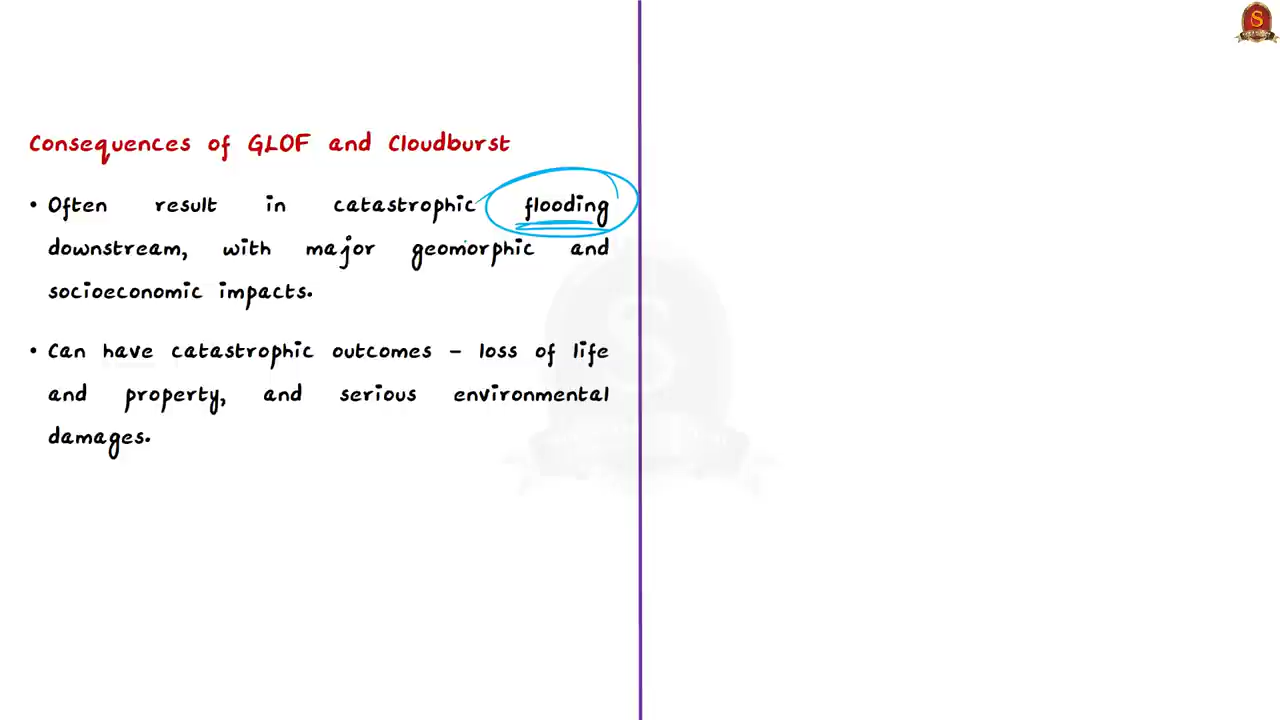 Consequences of GLOF and Cloudburst
• Often result in catastrophic flooding
downstream, with major geomorphic and
socioeconomic impacts.
• Can have catastrophic outcomes – loss of life
and property, and serious environmental
damages.
S